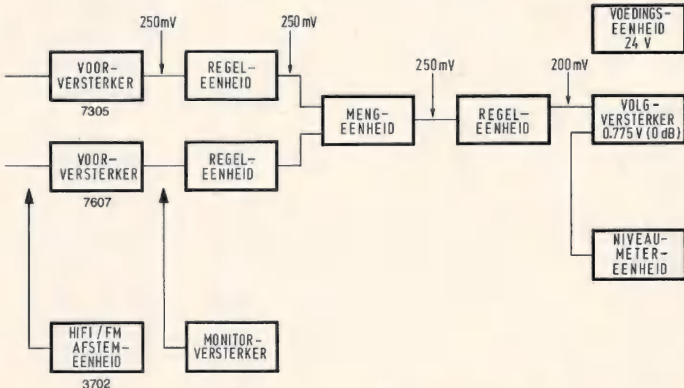 250mV
250mV
VOOR-
VERSTERKER
7305
REGEL-
EENHEID
MENG-
EENHEID
250mV
REGEL-
EENHEID
200mV
VOEDINGS-
EENHEID
24 V
VOLG-
VERSTERKER
0.775 V (0 dB)
VOOR-
VERSTERKER
7607
REGEL-
EENHEID
NIVEAU-
METER-
EENHEID
HIFI/FM
AFSTEM-
EENHEID
3702
MONITOR-
VERSTERKER